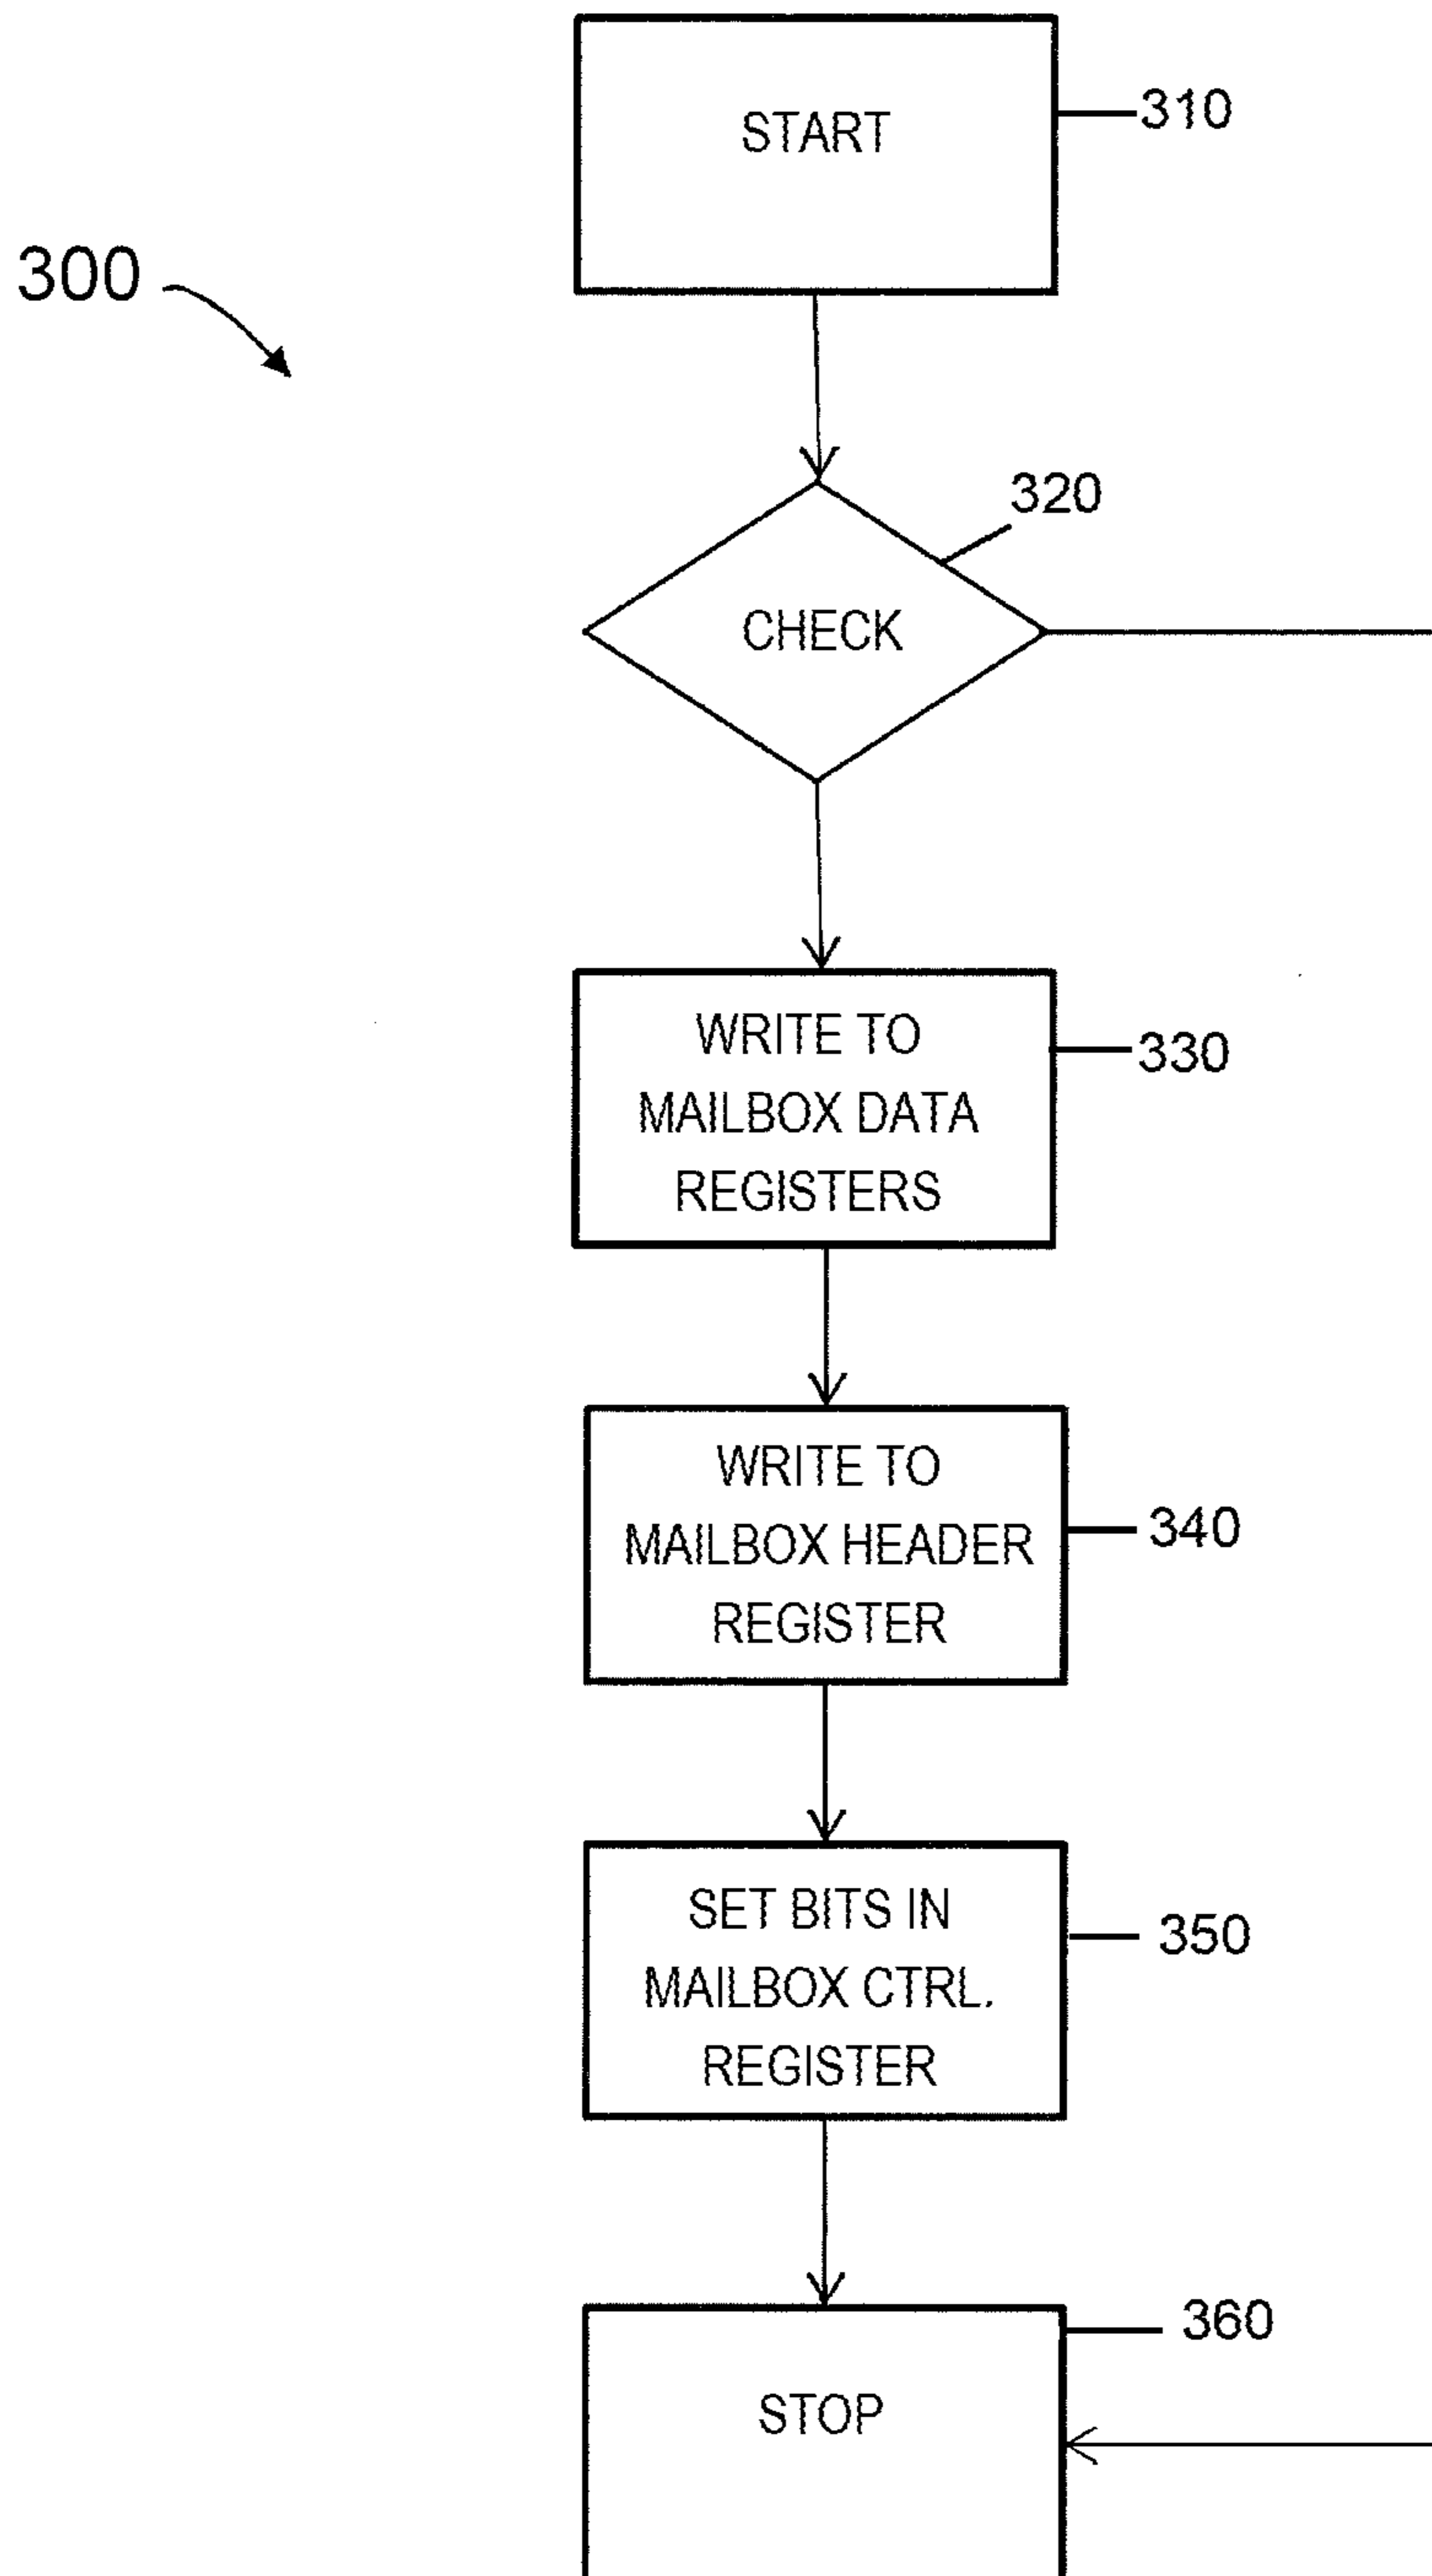 START
310
300
320
CHECK
WRITE TO
330
MAILBOX DATA
REGISTERS
WRITE TO
MAILBOX HEADER
340
REGISTER
SET BITS IN
350
MAILBOX CTRL.
REGISTER
360
STOP